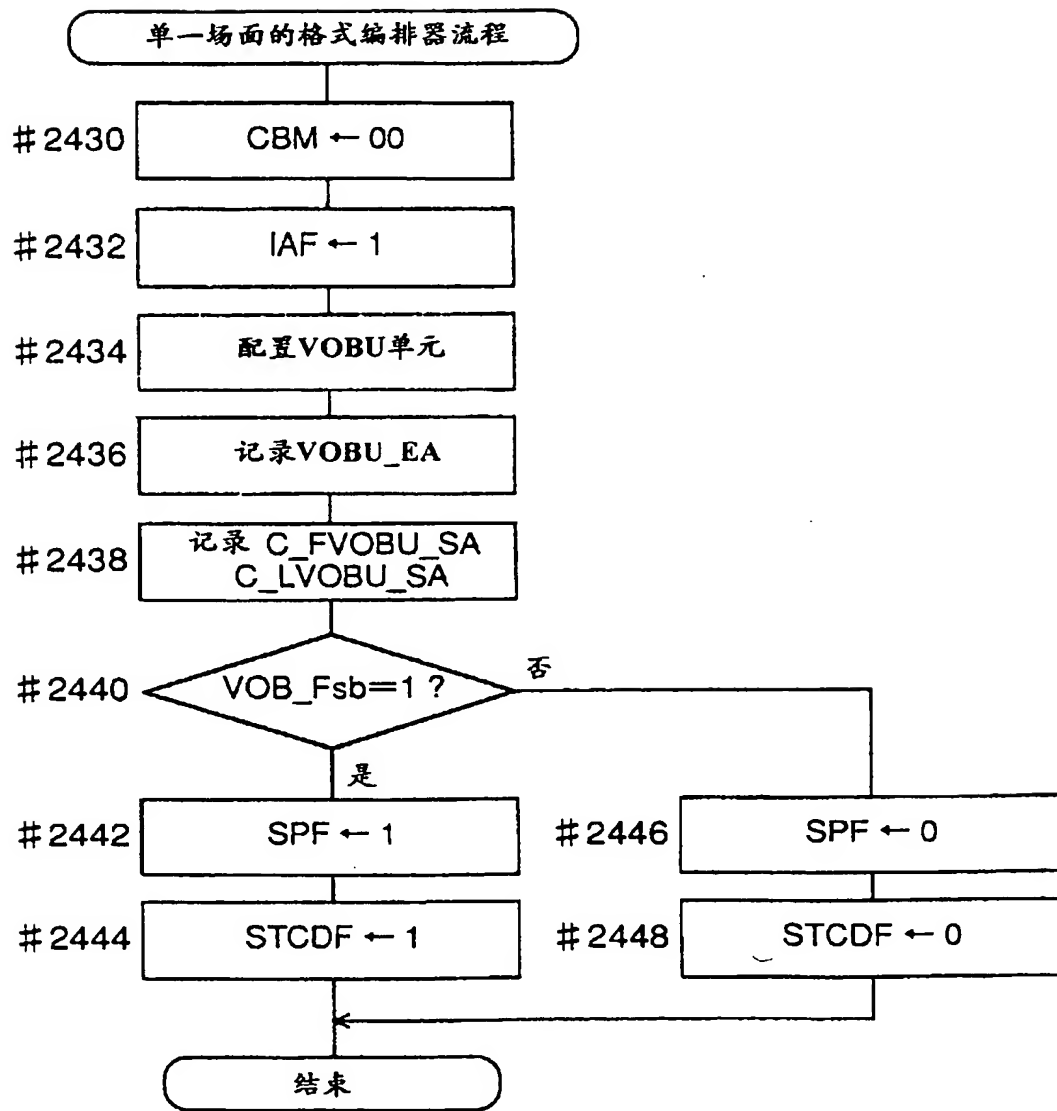 单一场面的格式编排器流程
#2430
CBM ← 00
#2432
IAF ← 1
#2434
配置VOBU单元
#2436
记录VOBU_EA
#2438
记录 C_FVOBU_SA
C_LVOBU_SA
#2440
VOB_Fsb=1 ?
否
是
#2442
SPF ← 1
#2446
SPF ← 0
#2444
STCDF ← 1
#2448
STCDF ← 0
结束